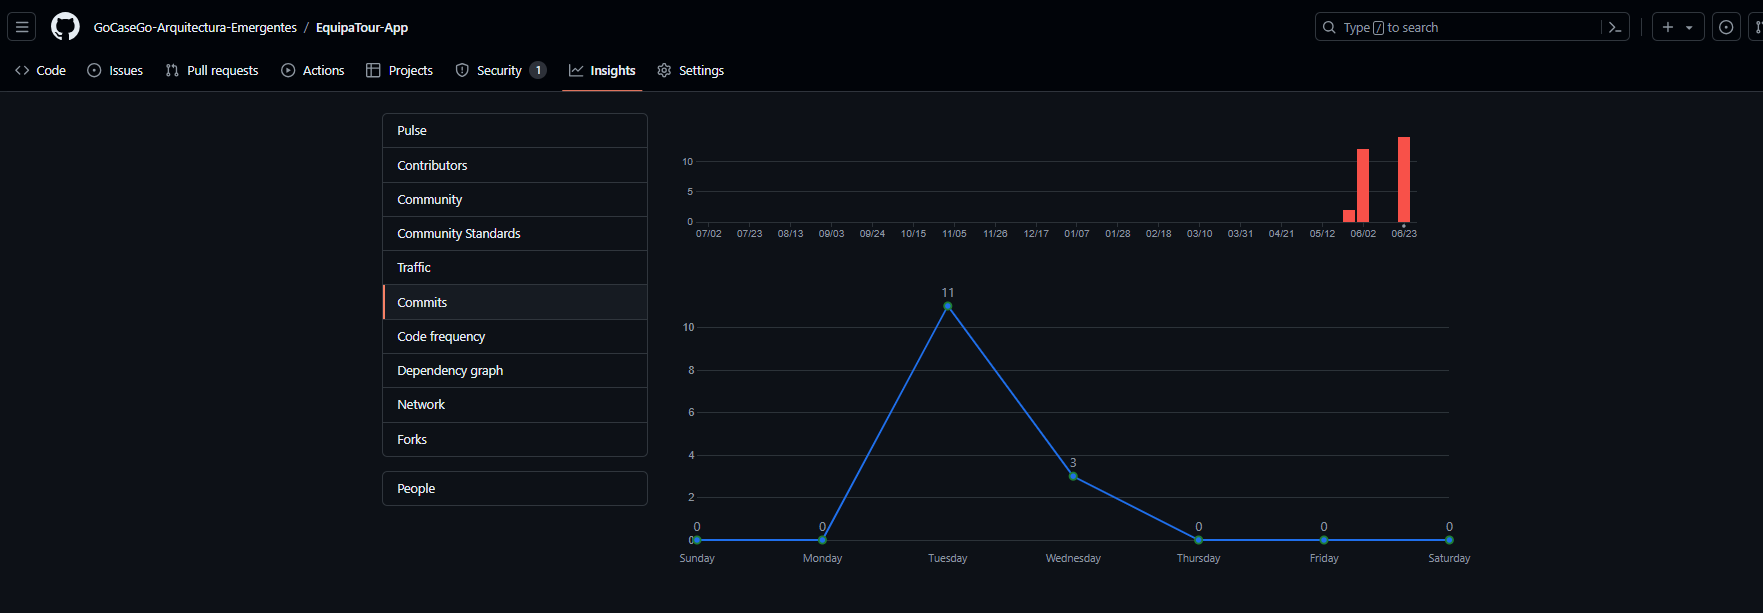 GoCaseGo-Arquitectura-Emergentes / EquipaTour-App
Type / to search
Code Issues Pull requests Actions Projects Security 1 Insights Settings
Pulse
Contributors
Community
Community Standards
Traffic
Commits
Code frequency
Dependency graph
Network
Forks
People
10
5
0
07/02 07/23 08/13 09/03 09/24 10/15 11/05 11/26 12/17 01/07 01/28 02/18 03/10 03/31 04/21 05/12 06/02 06/23
11
10
8
6
4
3
2
0 0 0 0 0
0
Sunday Monday Tuesday Wednesday Thursday Friday Saturday